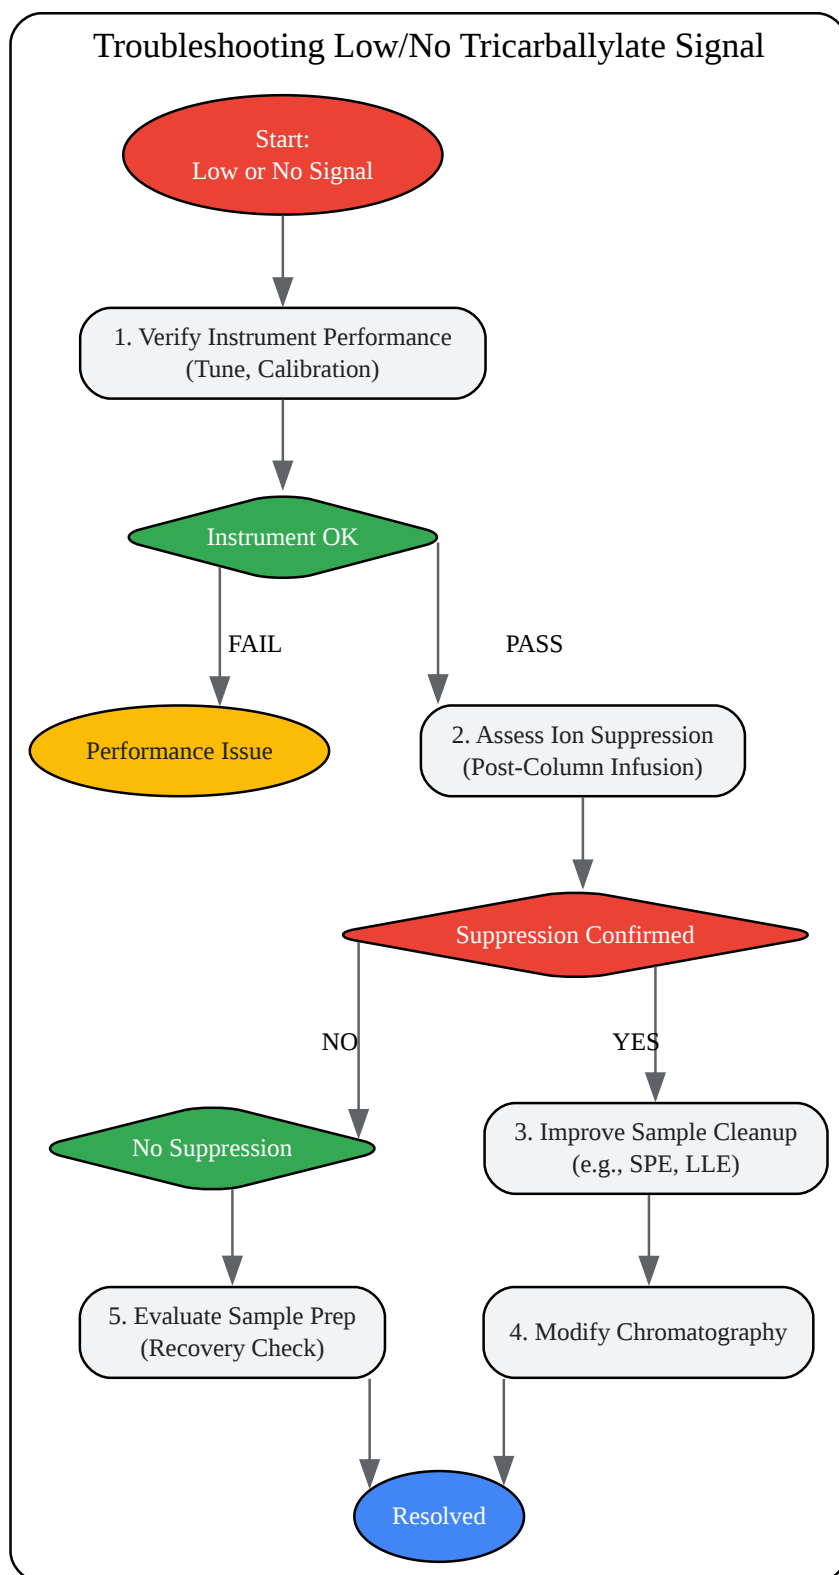 Troubleshooting Low/No Tricarballylate Signal
Start:
Low or No Signal
1. Verify Instrument Performance
(Tune, Calibration)
Instrument OK
FAIL
PASS
Performance Issue
2. Assess Ion Suppression
(Post-Column Infusion)
Suppression Confirmed
NO
YES
No Suppression
3. Improve Sample Cleanup
(e.g., SPE, LLE)
5. Evaluate Sample Prep
(Recovery Check)
4. Modify Chromatography
Resolved